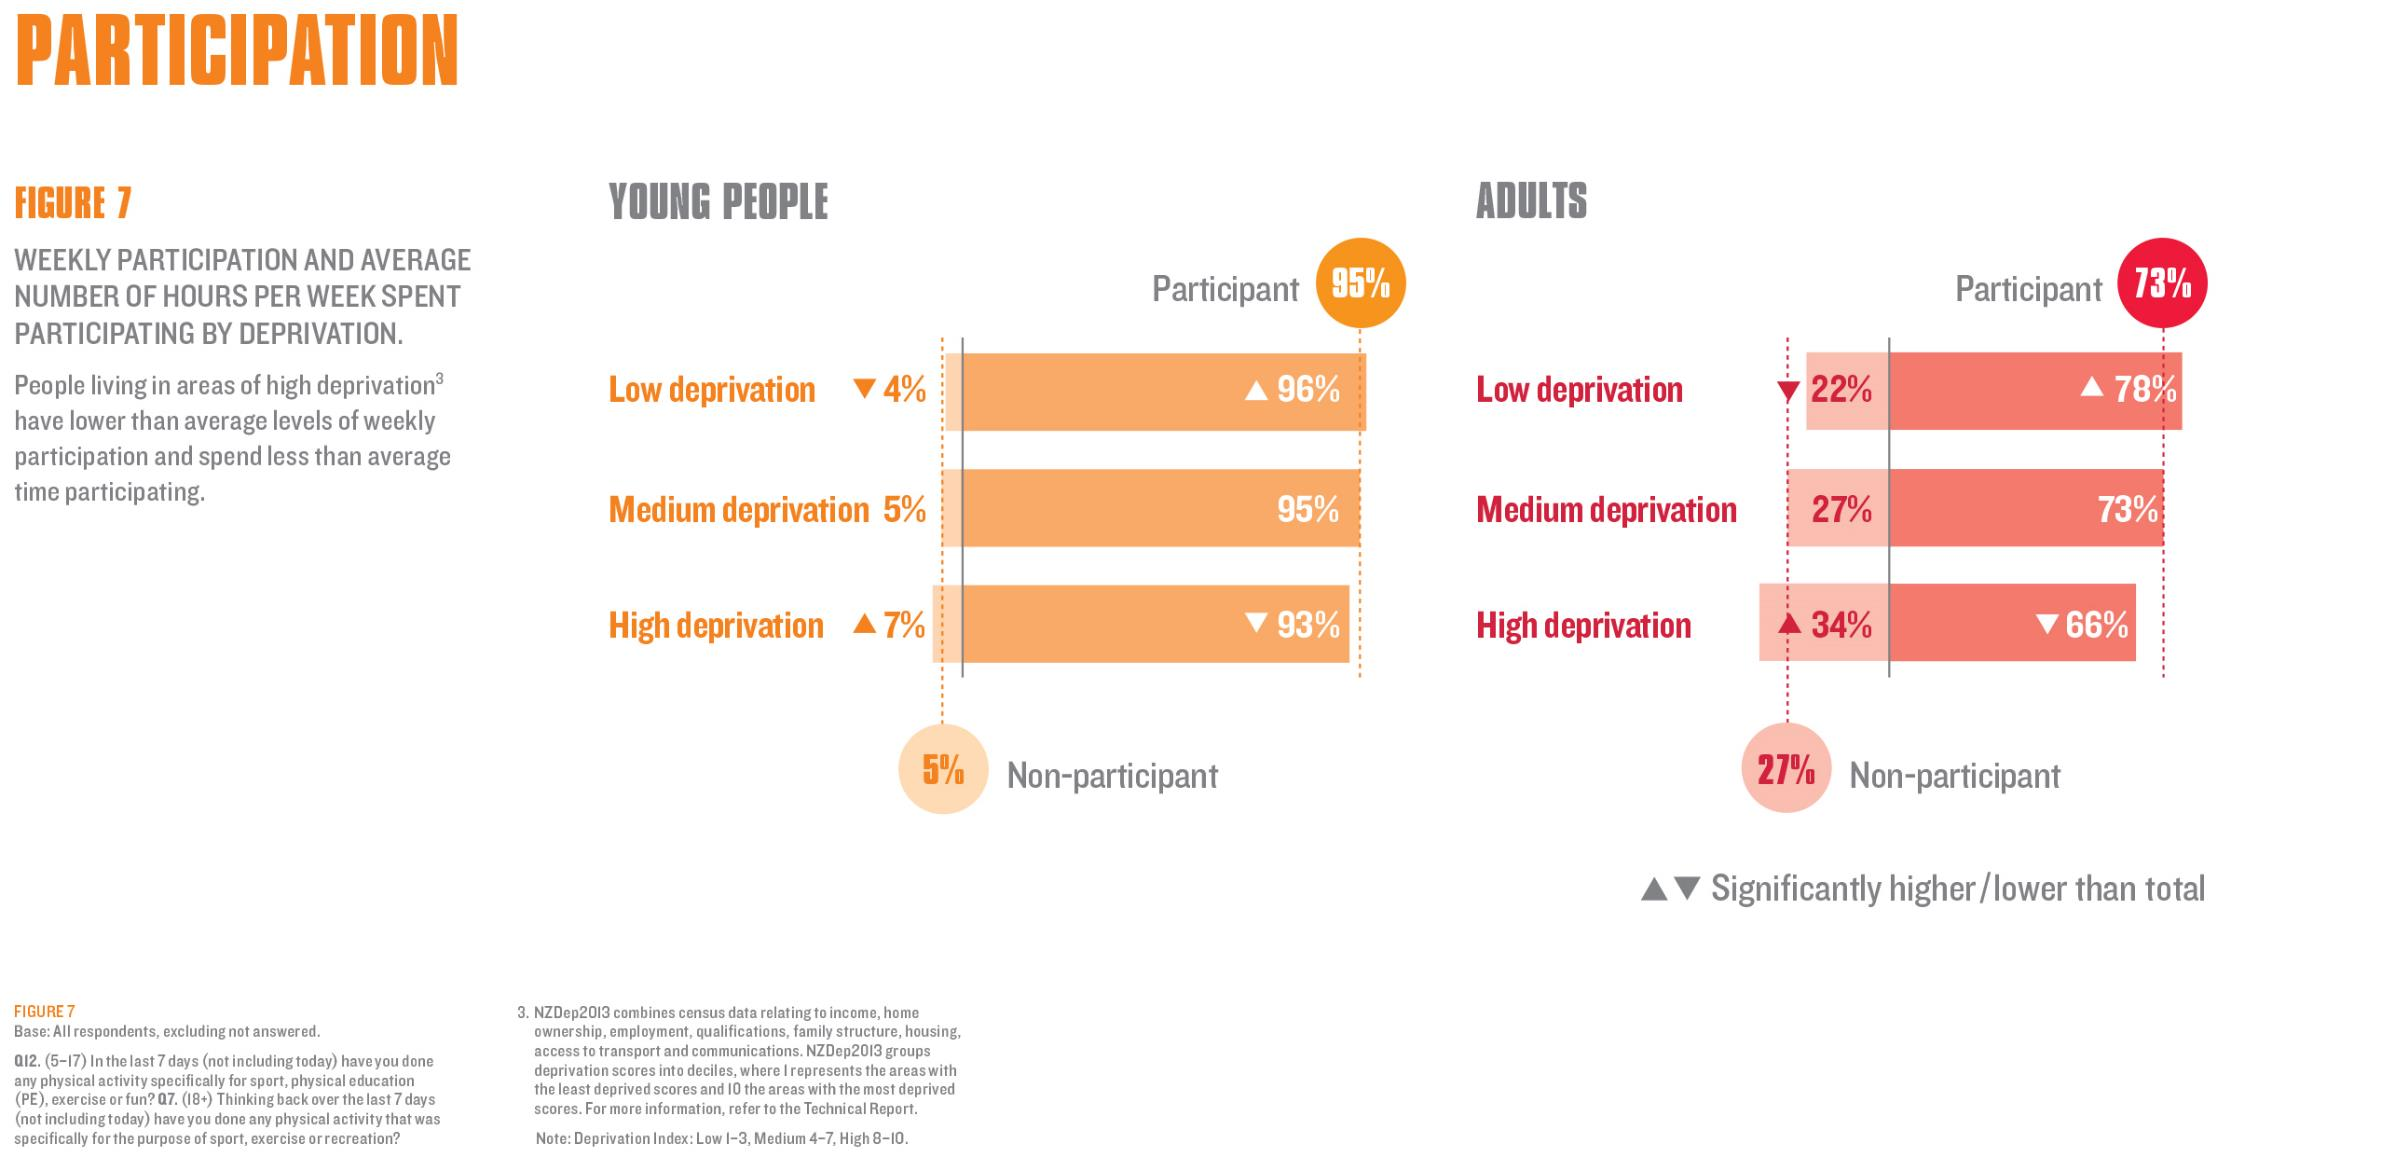 PARTICIPATION
FIGURE 7
WEEKLY PARTICIPATION AND AVERAGE
NUMBER OF HOURS PER WEEK SPENT
PARTICIPATING BY DEPRIVATION.
People living in areas of high deprivation³
have lower than average levels of weekly
participation and spend less than average
time participating.
YOUNG PEOPLE
Participant 95%
Low deprivation ▼ 4% ▲ 96%
Medium deprivation 5% 95%
High deprivation ▲ 7% ▼ 93%
5% Non-participant
ADULTS
Participant 73%
Low deprivation ▼ 22% ▲ 78%
Medium deprivation 27% 73%
High deprivation ▲ 34% ▼ 66%
27% Non-participant
▲▼ Significantly higher/lower than total
FIGURE 7
Base: All respondents, excluding not answered.
Q12. (5–17) In the last 7 days (not including today) have you done
any physical activity specifically for sport, physical education
(PE), exercise or fun? Q7. (18+) Thinking back over the last 7 days
(not including today) have you done any physical activity that was
specifically for the purpose of sport, exercise or recreation?
3. NZDep2013 combines census data relating to income, home
ownership, employment, qualifications, family structure, housing,
access to transport and communications. NZDep2013 groups
deprivation scores into deciles, where 1 represents the areas with
the least deprived scores and 10 the areas with the most deprived
scores. For more information, refer to the Technical Report.
Note: Deprivation Index: Low 1–3, Medium 4–7, High 8–10.